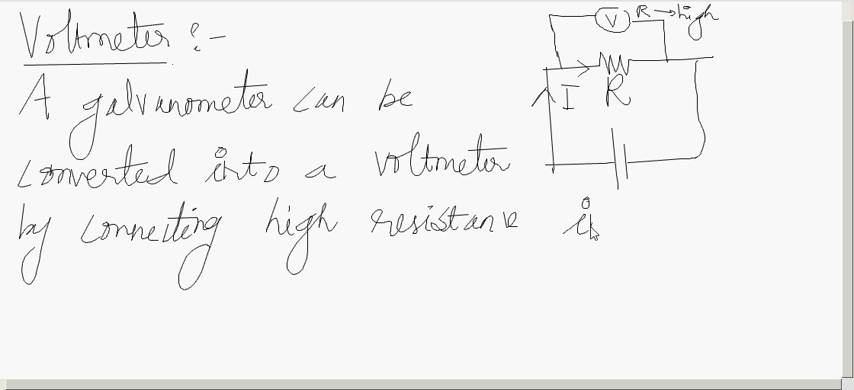 Voltmeter :-
V R→high
A galvanometer can be
I R
converted into a voltmeter
by connecting high resistance in